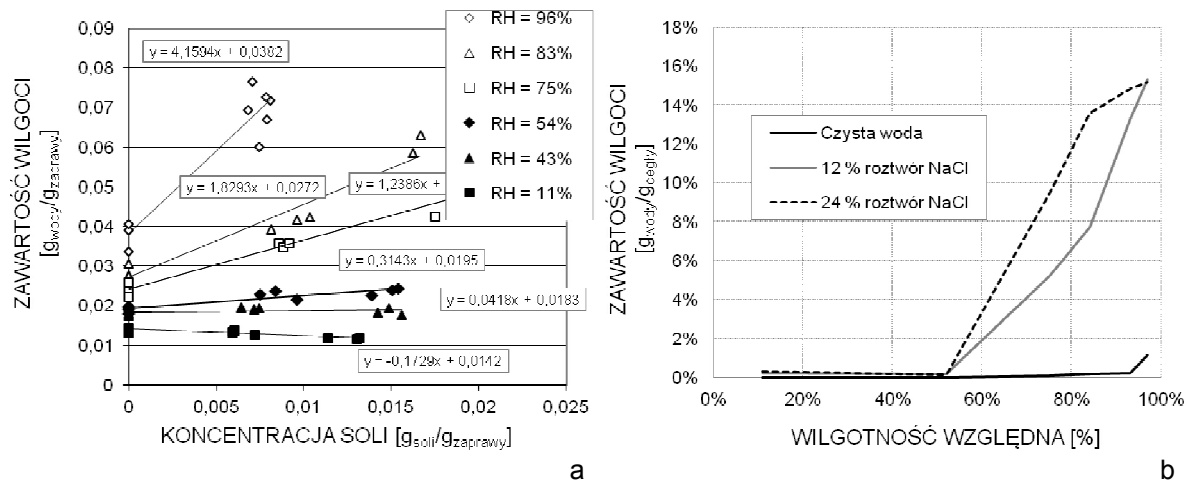 ZAWARTOŚĆ WILGOCI
[gwody/gzaprawy]
0,09
0,08
0,07
0,06
0,05
0,04
0,03
0,02
0,01
0
y = 4,1594x + 0,0382
y = 1,8293x + 0,0272
y = 1,2386x +
y = 0,3143x + 0,0195
y = 0,0418x + 0,0183
y = -0,1729x + 0,0142
RH = 96%
RH = 83%
RH = 75%
RH = 54%
RH = 43%
RH = 11%
0 0,005 0,01 0,015 0,02 0,025
KONCENTRACJA SOLI [gsoli/gzaprawy]
a
ZAWARTOŚĆ WILGOCI
[gwody/gcegły]
18%
16%
14%
12%
10%
8%
6%
4%
2%
0%
Czysta woda
12 % roztwór NaCl
24 % roztwór NaCl
0% 20% 40% 60% 80% 100%
WILGOTNOŚĆ WZGLĘDNA [%]
b